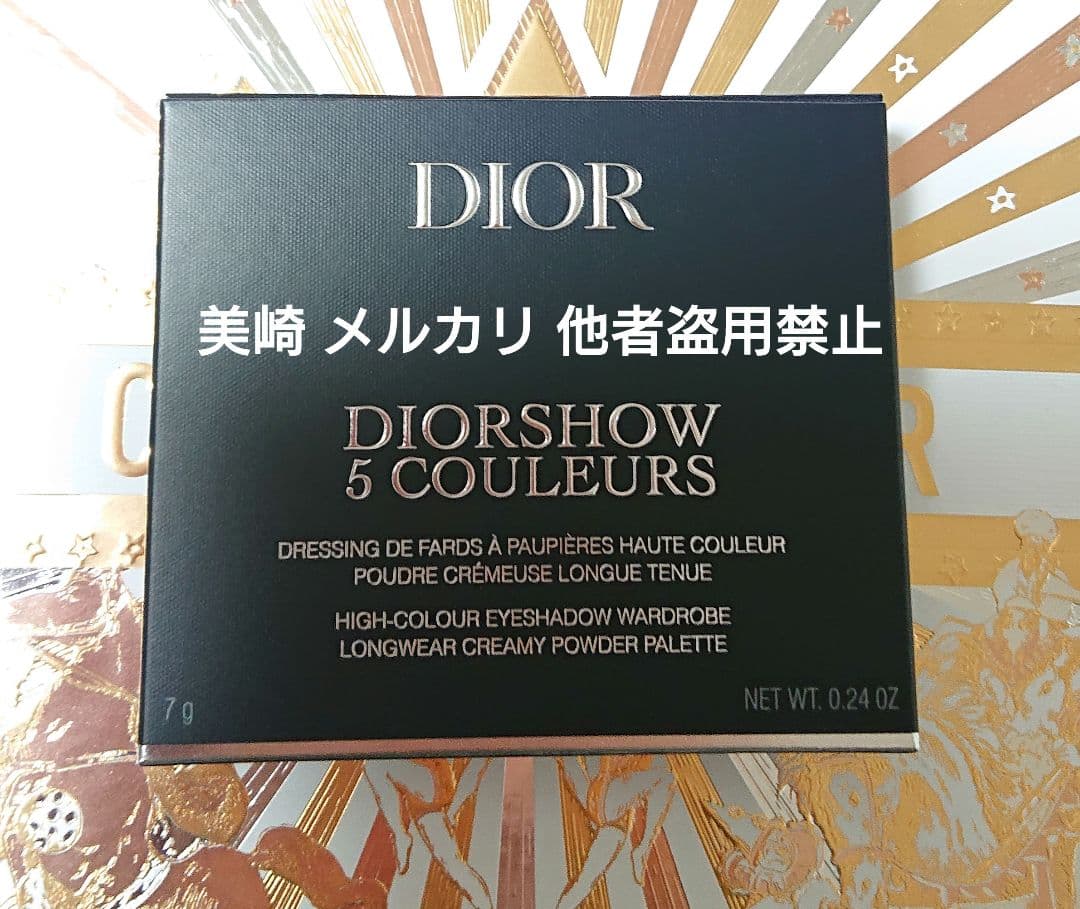 DIOR
美崎 メルカリ 他者盗用禁止
DIORSHOW
5 COULEURS
DRESSING DE FARDS À PAUPIÈRES HAUTE COULEUR
POUDRE CRÉMEUSE LONGUE TENUE
HIGH-COLOUR EYESHADOW WARDROBE
LONGWEAR CREAMY POWDER PALETTE
7 g
NET WT. 0.24 OZ